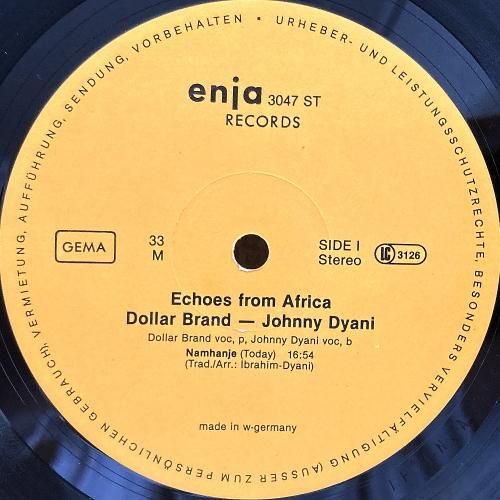 URHEBER- UND LEISTUNGSSCHUTZRECHTE, BESONDERS VERVIELFÄLTIGUNG (AUSSER ZUM PERSÖNLICHEN GEBRAUCH), VERMIETUNG, AUFFÜHRUNG, SENDUNG, VORBEHALTEN •
enja 3047 ST
RECORDS
GEMA
33
M
SIDE I
Stereo
LC 3126
Echoes from Africa
Dollar Brand — Johnny Dyani
Dollar Brand voc, p, Johnny Dyani voc, b
Namhanje (Today) 16:54
(Trad./Arr.: Ibrahim-Dyani)
made in w-germany